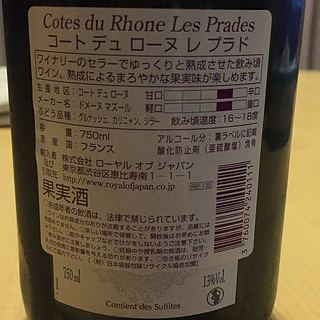 Cotes du Rhone Les Prades
コート デュ ローヌ レ プラド
ワイナリーのセラーでゆっくりと熟成させた飲み頃
ワイン。熟成によるまろやかな果実味が楽しめます。
生産地区：コート デュ ローヌ 甘口 辛口
メーカー名：ドメーヌ マズール 軽口 重口
ぶどう品種：グルナッシュ、カリニャン、シラー 飲み頃温度：16〜18度
容量：750ml アルコール分：裏ラベルに記載
原産国：フランス 酸化防止剤（亜硫酸塩）含有
輸入者及び 株式会社 ローヤル オブ ジャパン
東京都渋谷区恵比寿南1-1-1
www.royalofjapan.co.jp
果実酒
○未成年者の飲酒は、法律で禁じられています。
3760074240111
750 ml
13% Vol.
Contient des Sulfites